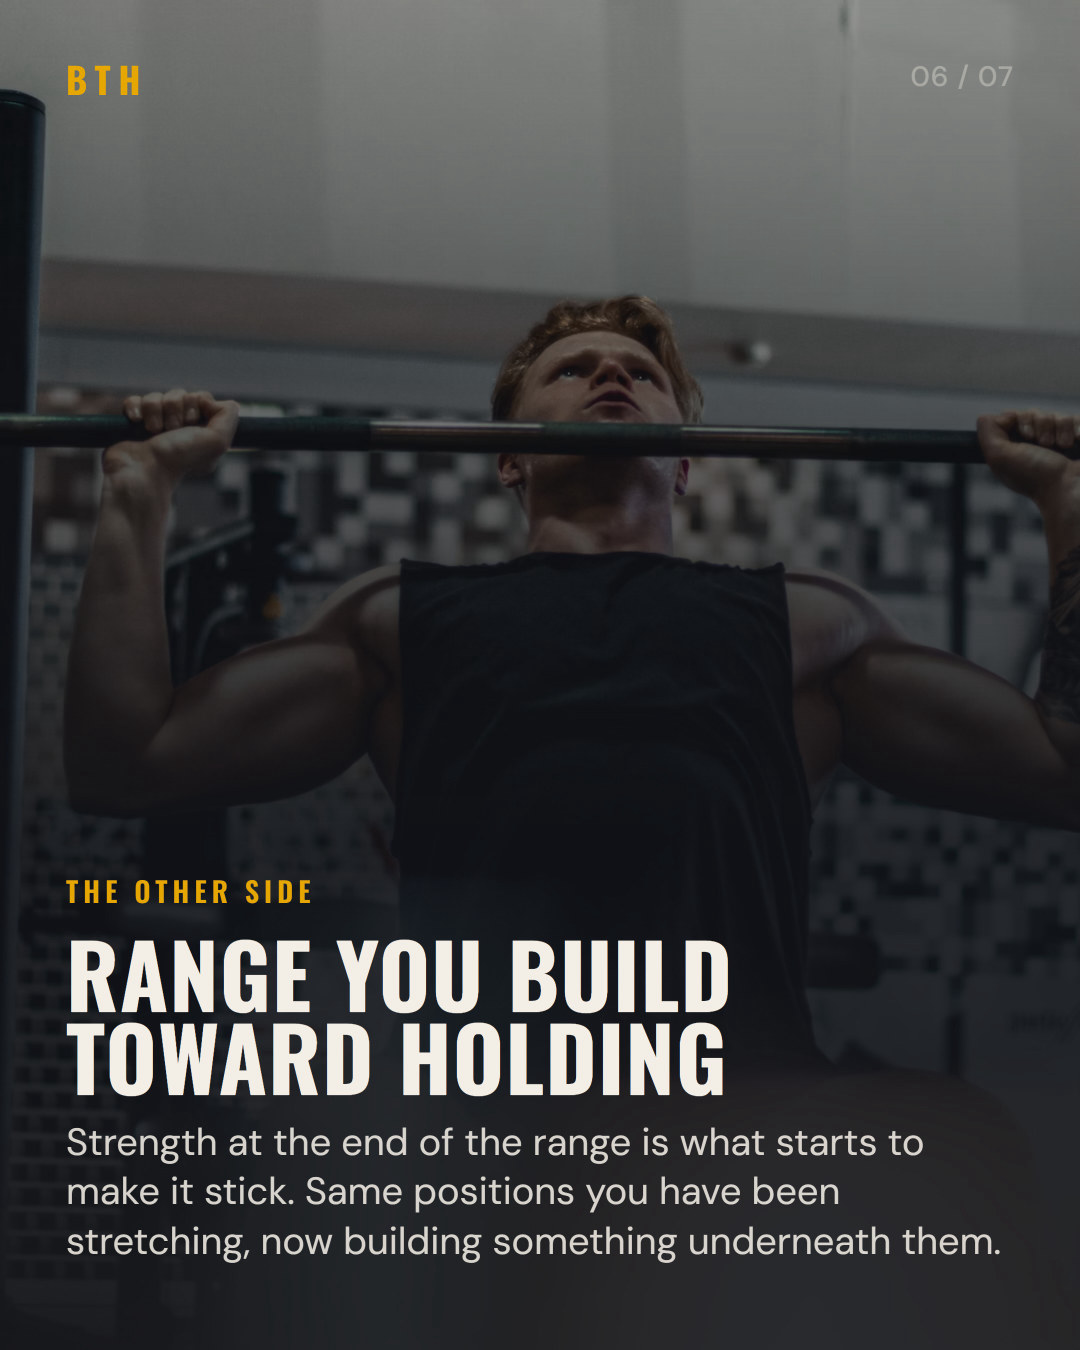 BTH
06 / 07
THE OTHER SIDE
RANGE YOU BUILD
TOWARD HOLDING
Strength at the end of the range is what starts to
make it stick. Same positions you have been
stretching, now building something underneath them.